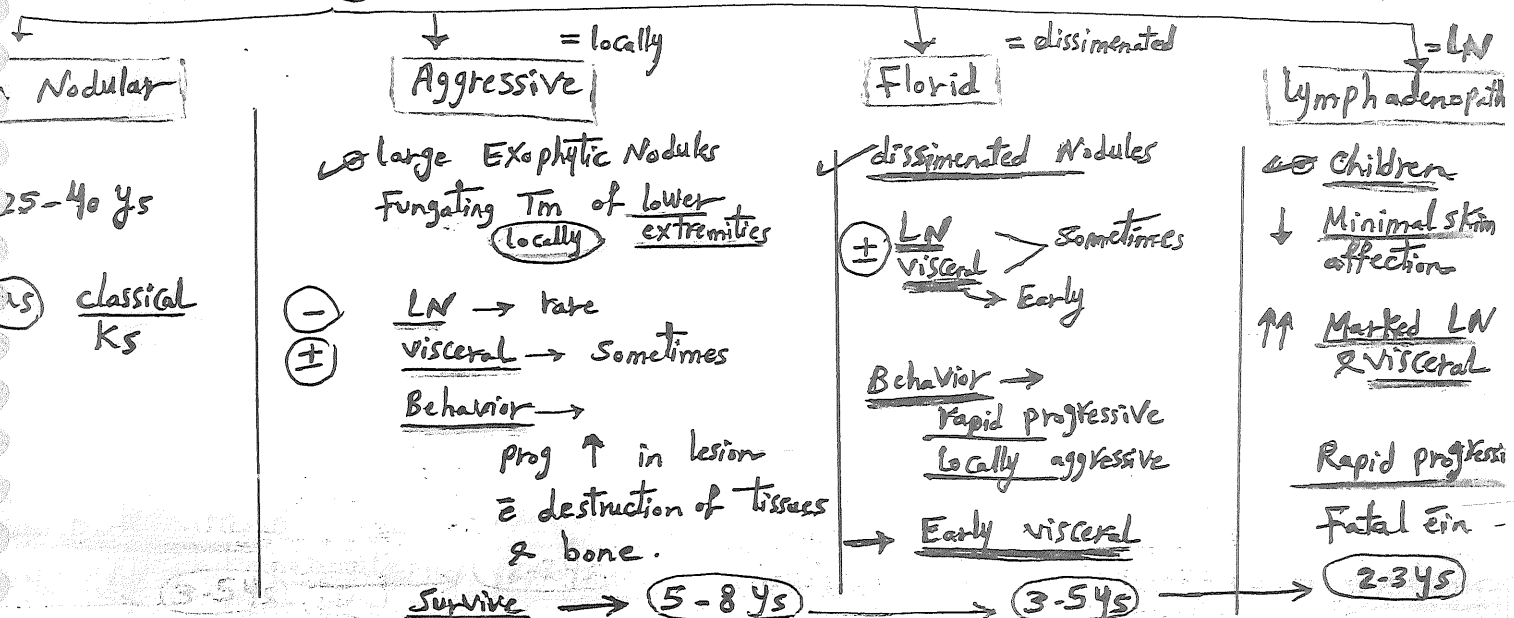 Nodular
25-40 ys
classical
Ks
= locally
Aggressive
large Exophytic Nodules
Fungating Tm of lower
(locally) extremities
(-) LN → rare
(±) visceral → Sometimes
Behavior →
prog ↑ in lesion
c̄ destruction of tissues
& bone.
Survive → (5-8 ys)
= dissimenated
Florid
dissimenated Nodules
(±) LN
visceral
sometimes
→ Early
Behavior →
rapid progressive
Locally aggressive
→ Early visceral
(3-5 ys)
= LN
Lymphadenopath
Children
↓ Minimal skin
affection
↑↑ Marked LN
& visceral
Rapid progressi
Fatal c̄in -
→ (2-3 ys)